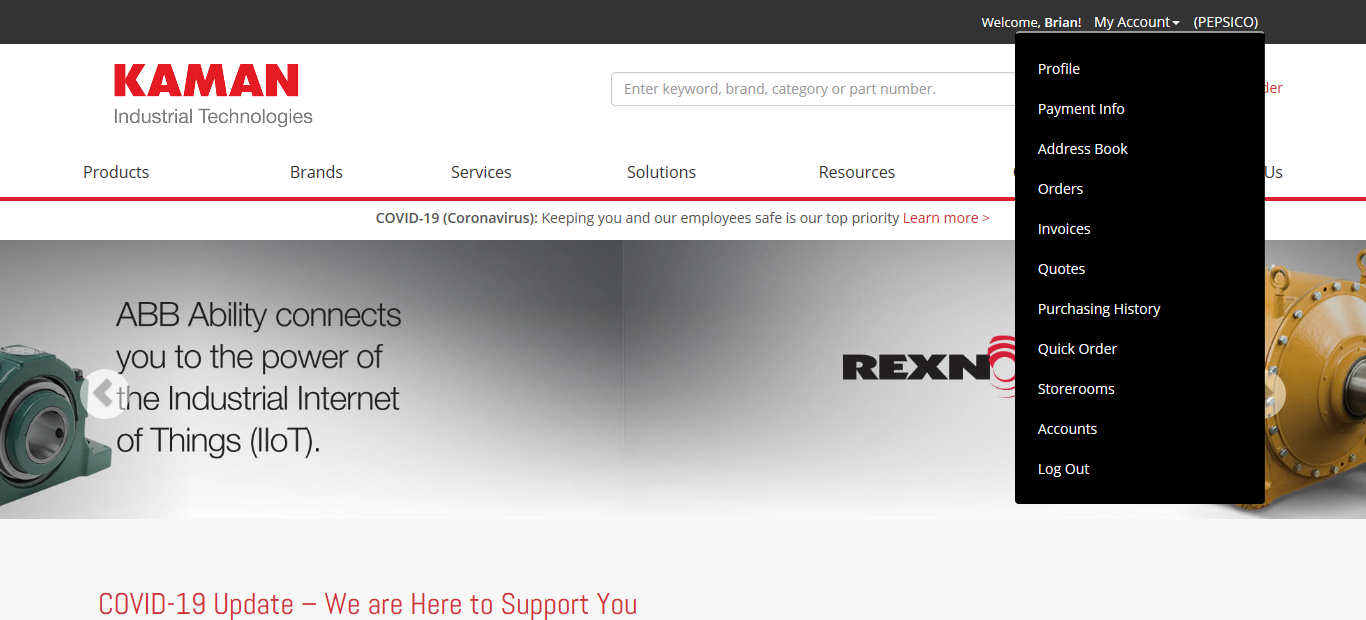 Welcome, Brian! My Account (PEPSICO)
KAMAN
Industrial Technologies
Enter keyword, brand, category or part number.
der
Products Brands Services Solutions Resources Us
COVID-19 (Coronavirus): Keeping you and our employees safe is our top priority Learn more >
Profile
Payment Info
Address Book
Orders
Invoices
Quotes
Purchasing History
Quick Order
Storerooms
Accounts
Log Out
ABB Ability connects
you to the power of
the Industrial Internet
of Things (IIoT).
REXN
COVID-19 Update – We are Here to Support You